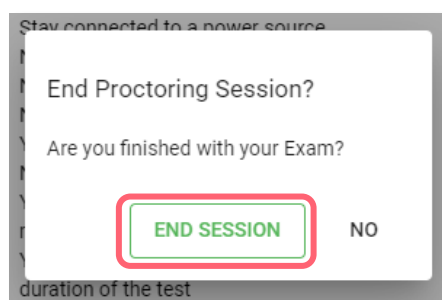 Stay connected to a power source
End Proctoring Session?
Are you finished with your Exam?
END SESSION NO
duration of the test